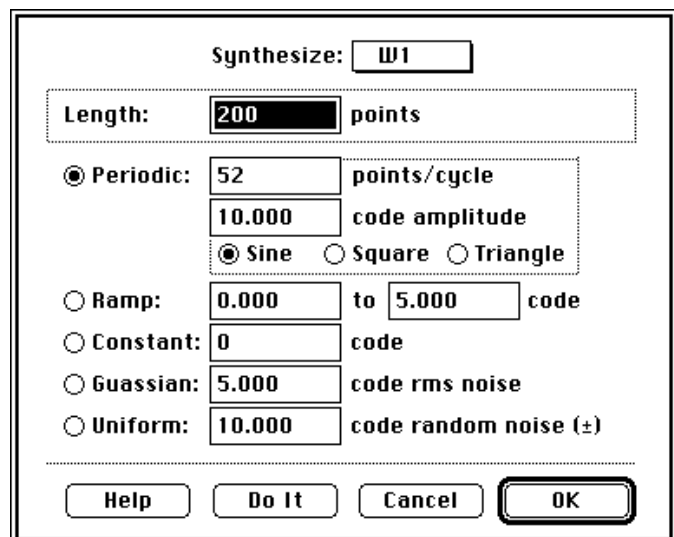 Synthesize: W1
Length: 200 points
Periodic: 52 points/cycle
10.000 code amplitude
Sine Square Triangle
Ramp: 0.000 to 5.000 code
Constant: 0 code
Guassian: 5.000 code rms noise
Uniform: 10.000 code random noise (±)
Help Do It Cancel OK